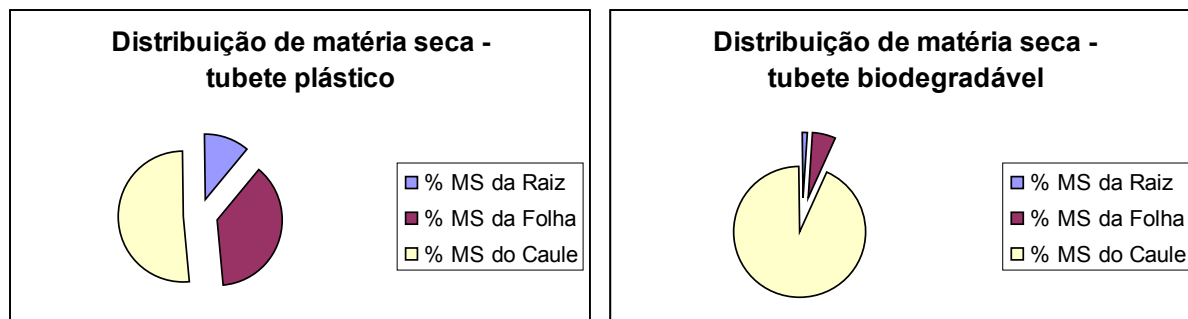 Distribuição de matéria seca -
tubete plástico
% MS da Raiz
% MS da Folha
% MS do Caule
Distribuição de matéria seca -
tubete biodegradável
% MS da Raiz
% MS da Folha
% MS do Caule